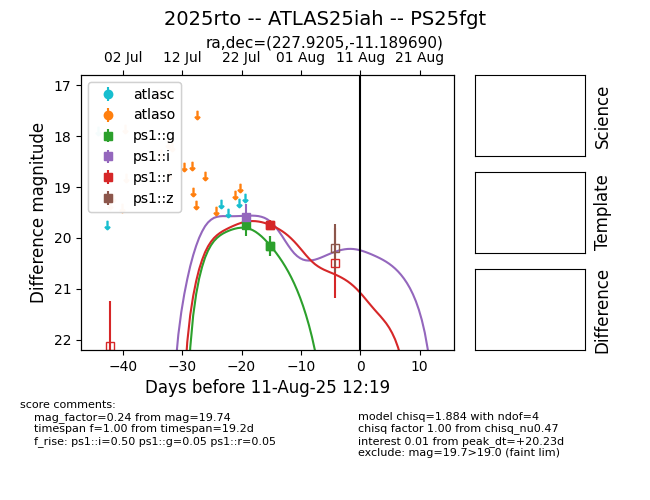 2025rto -- ATLAS25iah -- PS25fgt
ra,dec=(227.9205,-11.189690)
02 Jul 12 Jul 22 Jul 01 Aug 11 Aug 21 Aug
17
18
19
20
21
22
Difference magnitude
atlasc
atlaso
ps1::g
ps1::i
ps1::r
ps1::z
−40 −30 −20 −10 0 10
Days before 11-Aug-25 12:19
Science
Template
Difference
score comments:
mag_factor=0.24 from mag=19.74
timespan f=1.00 from timespan=19.2d
f_rise: ps1::i=0.50 ps1::g=0.05 ps1::r=0.05
model chisq=1.884 with ndof=4
chisq factor 1.00 from chisq_nu0.47
interest 0.01 from peak_dt=+20.23d
exclude: mag=19.7>19.0 (faint lim)